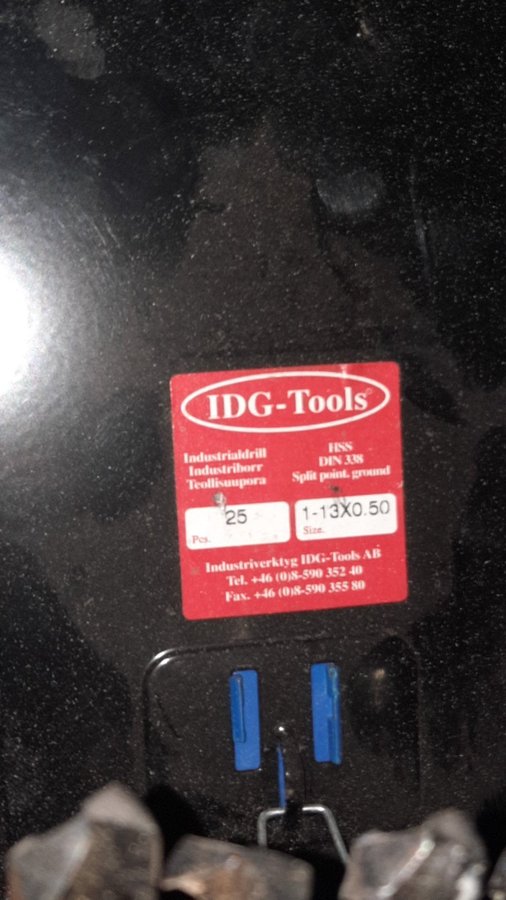 IDG-Tools
Industrialdrill
Industriborr
Teollisuupora
HSS
DIN 338
Split point. ground
25
Pcs.
1-13X0.50
Size.
Industriverktyg IDG-Tools AB
Tel. +46 (0)8-590 352 40
Fax. +46 (0)8-590 355 80